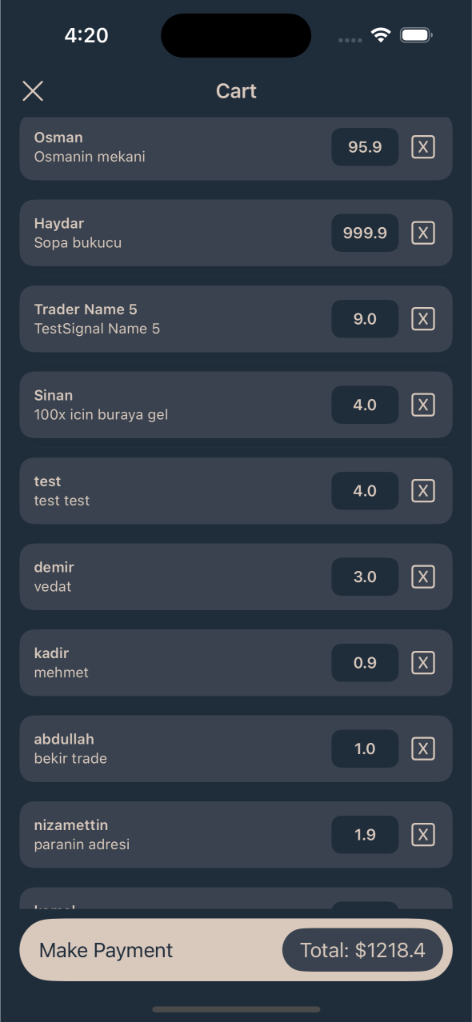 4:20
Cart
Osman
Osmanin mekani
95.9
X
Haydar
Sopa bukucu
999.9
X
Trader Name 5
TestSignal Name 5
9.0
X
Sinan
100x icin buraya gel
4.0
X
test
test test
4.0
X
demir
vedat
3.0
X
kadir
mehmet
0.9
X
abdullah
bekir trade
1.0
X
nizamettin
paranin adresi
1.9
X
Make Payment
Total: $1218.4